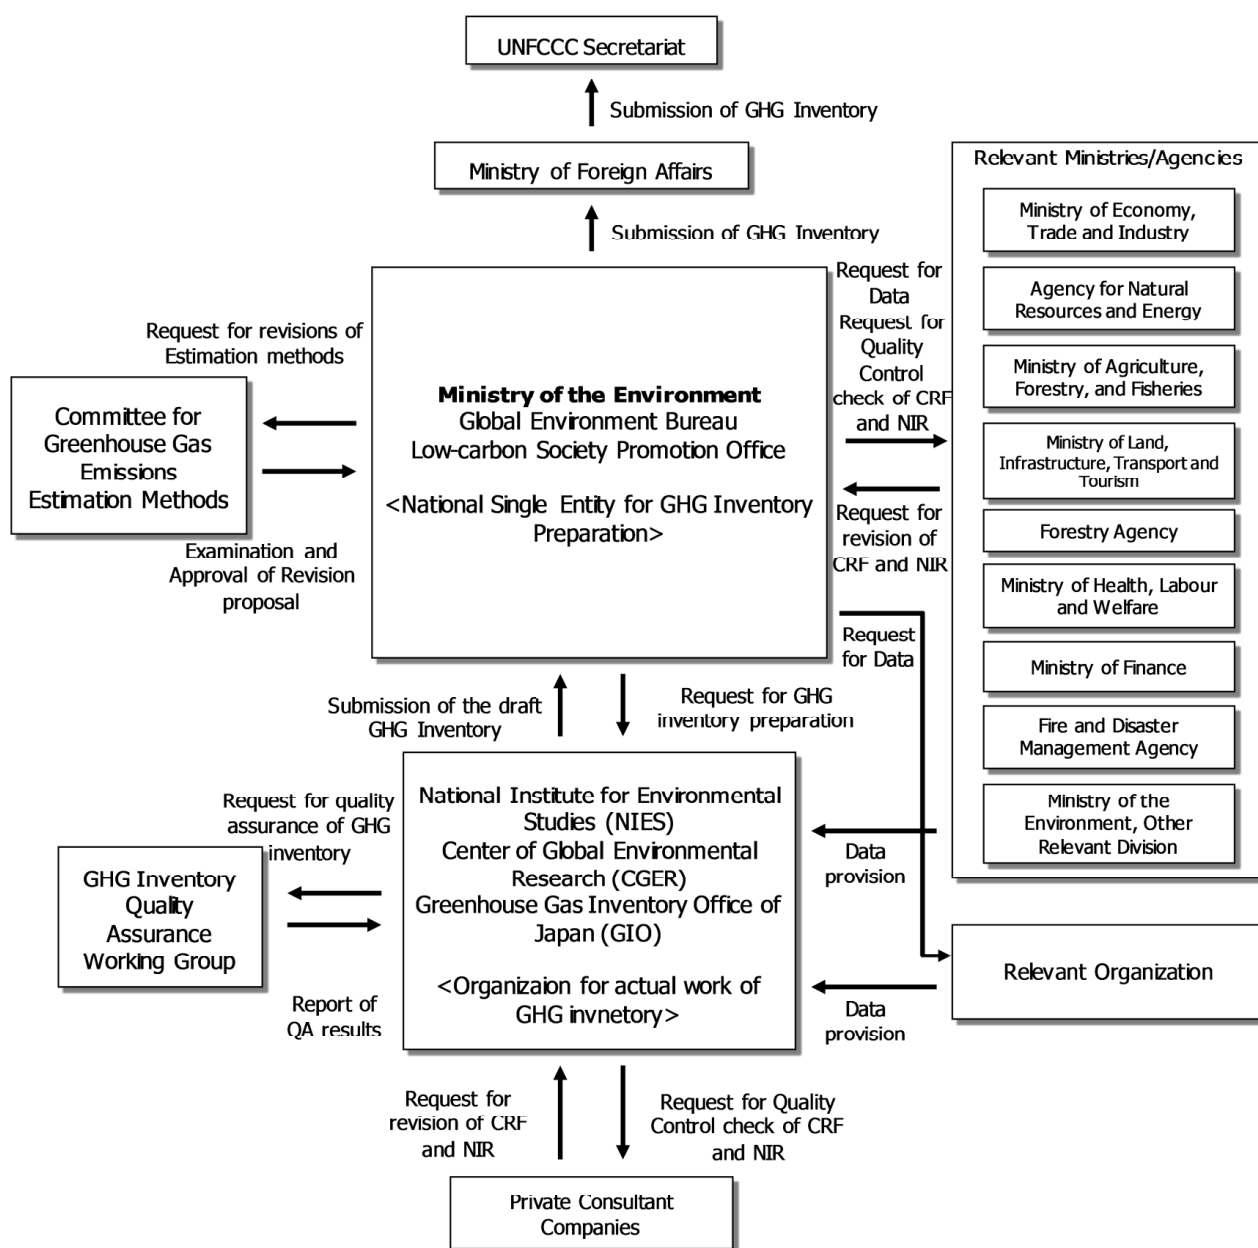 UNFCCC Secretariat
Submission of GHG Inventory
Ministry of Foreign Affairs
Submission of GHG Inventory
Ministry of the Environment
Global Environment Bureau
Low-carbon Society Promotion Office
<National Single Entity for GHG Inventory
Preparation>
Request for revisions of
Estimation methods
Committee for
Greenhouse Gas
Emissions
Estimation Methods
Examination and
Approval of Revision
proposal
Request for
Data
Request for
Quality
Control
check of CRF
and NIR
Request for
revision of
CRF and NIR
Request
for Data
Relevant Ministries/Agencies
Ministry of Economy,
Trade and Industry
Agency for Natural
Resources and Energy
Ministry of Agriculture,
Forestry, and Fisheries
Ministry of Land,
Infrastructure, Transport and
Tourism
Forestry Agency
Ministry of Health, Labour
and Welfare
Ministry of Finance
Fire and Disaster
Management Agency
Ministry of the
Environment, Other
Relevant Division
Submission of the draft
GHG Inventory
Request for GHG
inventory preparation
National Institute for Environmental
Studies (NIES)
Center of Global Environmental
Research (CGER)
Greenhouse Gas Inventory Office of
Japan (GIO)
<Organizaion for actual work of
GHG invnetory>
Request for quality
assurance of GHG
inventory
GHG Inventory
Quality
Assurance
Working Group
Report of
QA results
Data
provision
Relevant Organization
Data
provision
Request for
revision of CRF
and NIR
Request for Quality
Control check of CRF
and NIR
Private Consultant
Companies